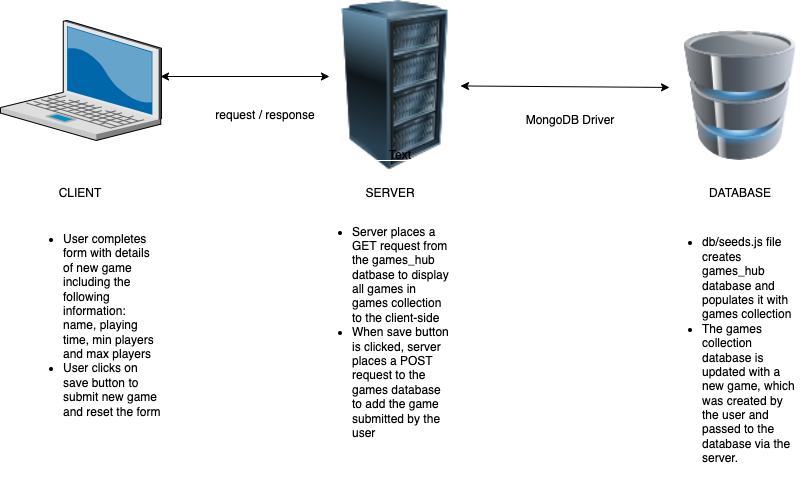 request / response
MongoDB Driver
Text
CLIENT
SERVER
DATABASE
• User completes
form with details
of new game
including the
following
information:
name, playing
time, min players
and max players
• User clicks on
save button to
submit new game
and reset the form
• Server places a
GET request from
the games_hub
datbase to display
all games in
games collection
to the client-side
• When save button
is clicked, server
places a POST
request to the
games database
to add the game
submitted by the
user
• db/seeds.js file
creates
games_hub
database and
populates it with
games collection
• The games
collection
database is
updated with a
new game, which
was created by
the user and
passed to the
database via the
server.